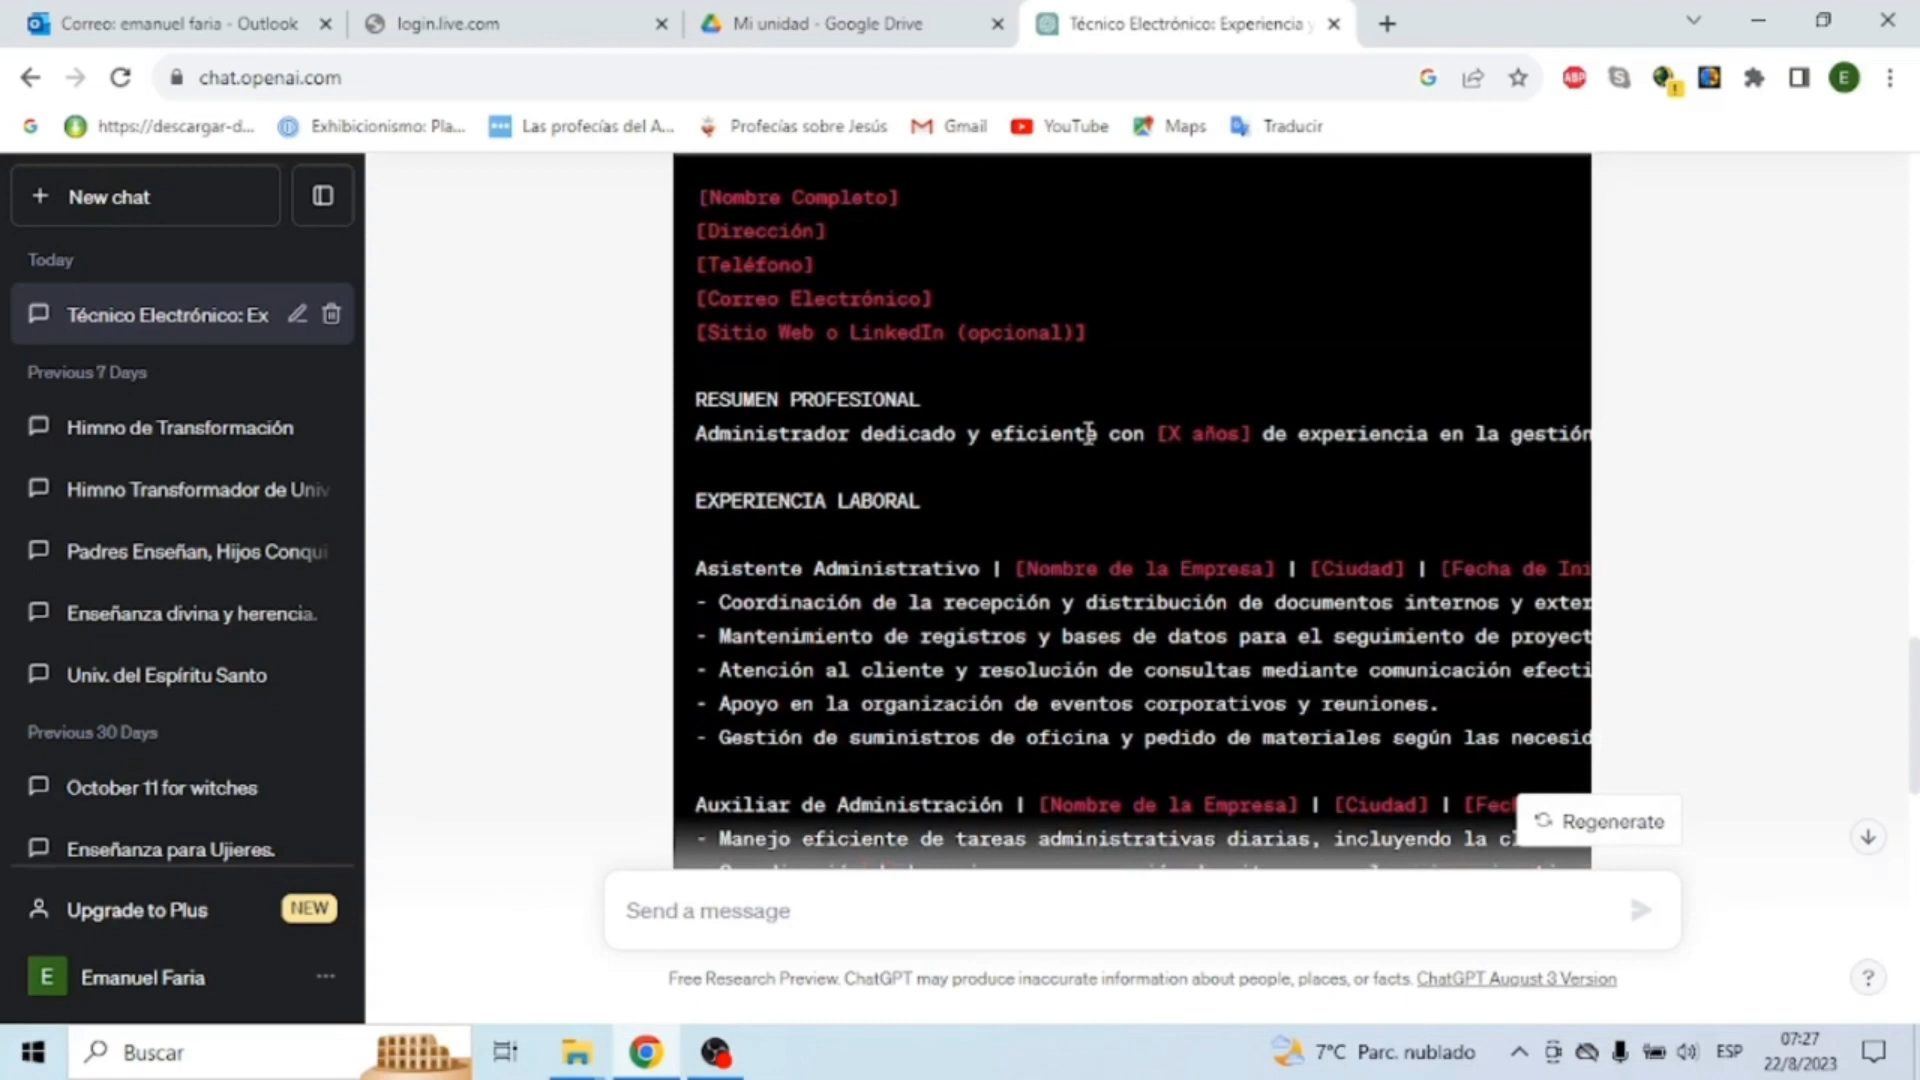 Correo: emanuel faria - Outlook
login.live.com
Mi unidad - Google Drive
Técnico Electrónico: Experiencia y
chat.openai.com
ABP
E
https://descargar-d...
Exhibicionismo: Pla...
Las profecías del A...
Profecías sobre Jesús
Gmail
YouTube
Maps
Traducir
New chat
Today
Técnico Electrónico: Ex
Previous 7 Days
Himno de Transformación
Himno Transformador de Univ
Padres Enseñan, Hijos Conqui
Enseñanza divina y herencia.
Univ. del Espíritu Santo
Previous 30 Days
October 11 for witches
Enseñanza para Ujieres.
Upgrade to Plus
NEW
E
Emanuel Faria
[Nombre Completo]
[Dirección]
[Teléfono]
[Correo Electrónico]
[Sitio Web o LinkedIn (opcional)]
RESUMEN PROFESIONAL
Administrador dedicado y eficiente con [X años] de experiencia en la gestión
EXPERIENCIA LABORAL
Asistente Administrativo | [Nombre de la Empresa] | [Ciudad] | [Fecha de Ini
- Coordinación de la recepción y distribución de documentos internos y exter
- Mantenimiento de registros y bases de datos para el seguimiento de proyect
- Atención al cliente y resolución de consultas mediante comunicación efecti
- Apoyo en la organización de eventos corporativos y reuniones.
- Gestión de suministros de oficina y pedido de materiales según las necesid
Auxiliar de Administración | [Nombre de la Empresa] | [Ciudad] | [Fec
- Manejo eficiente de tareas administrativas diarias, incluyendo la c
Regenerate
Send a message
Free Research Preview. ChatGPT may produce inaccurate information about people, places, or facts. ChatGPT August 3 Version
?
Buscar
7°C Parc. nublado
ESP
07:27
22/8/2023